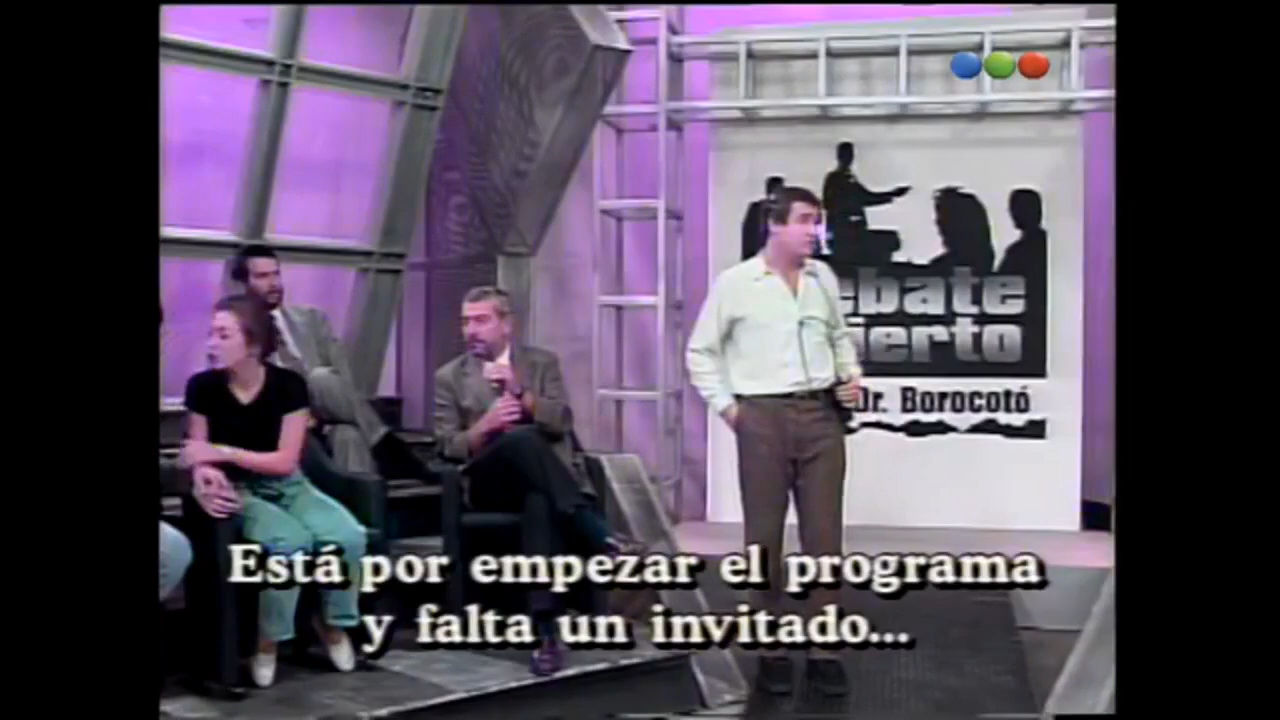 ebate
ierto
Dr. Borocotó
Está por empezar el programa
y falta un invitado...